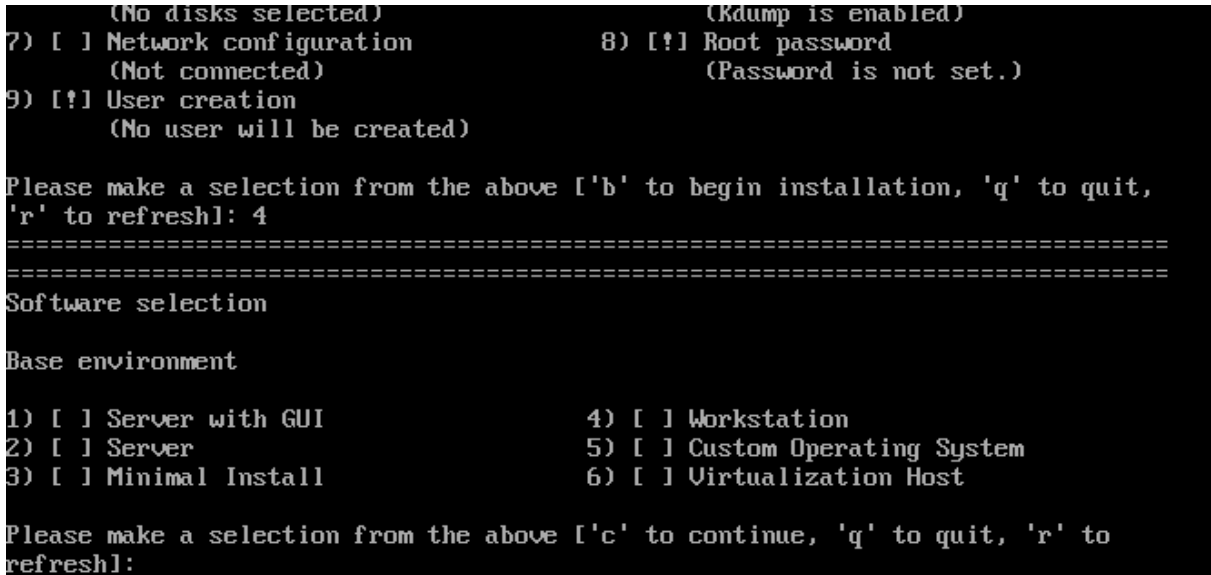 (No disks selected) (Kdump is enabled)
7) [ ] Network configuration 8) [!] Root password
(Not connected) (Password is not set.)
9) [!] User creation
(No user will be created)
Please make a selection from the above ['b' to begin installation, 'q' to quit,
'r' to refresh]: 4
================================================================================
================================================================================
Software selection
Base environment
1) [ ] Server with GUI 4) [ ] Workstation
2) [ ] Server 5) [ ] Custom Operating System
3) [ ] Minimal Install 6) [ ] Virtualization Host
Please make a selection from the above ['c' to continue, 'q' to quit, 'r' to
refresh]: